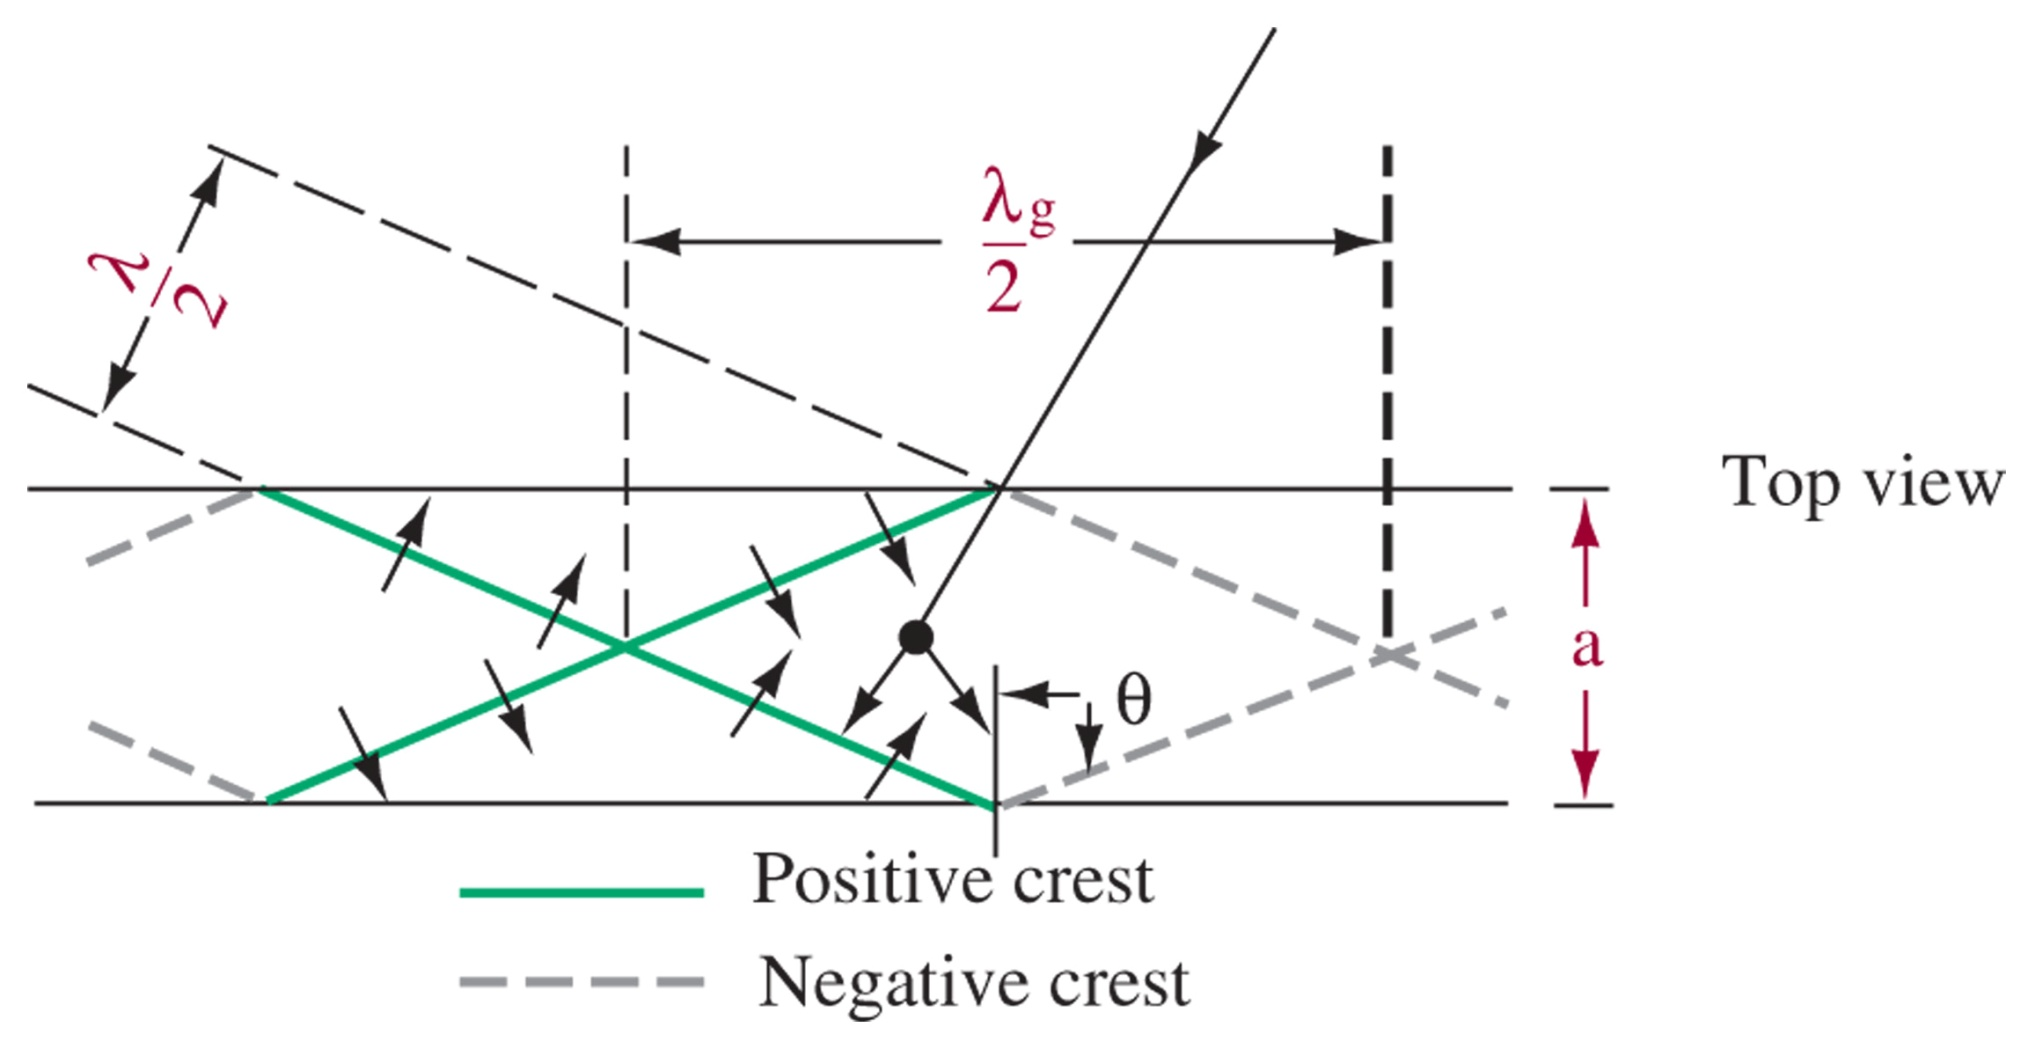 λ
2
λg
2
Top view
θ
a
Positive crest
Negative crest